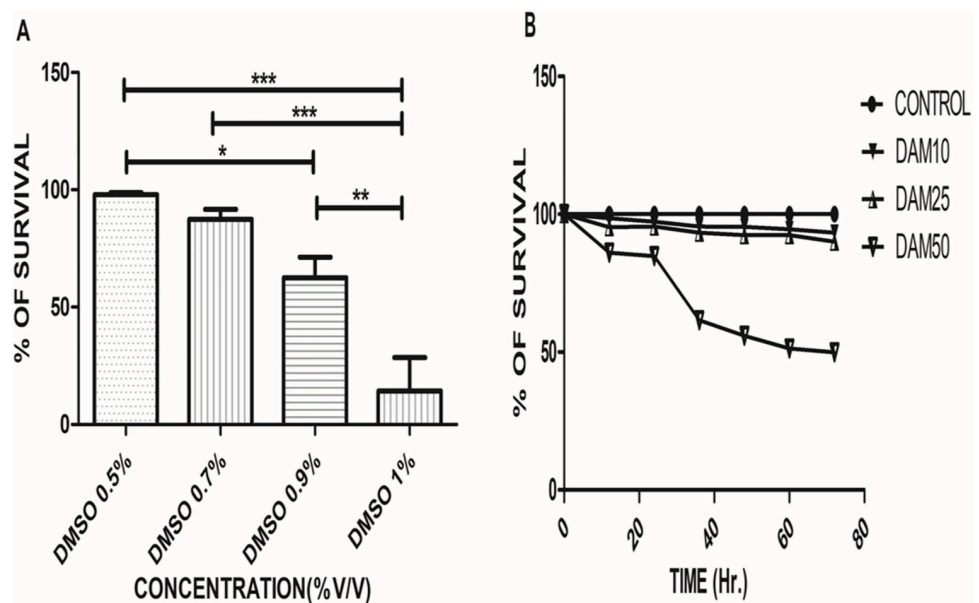 A
% OF SURVIVAL
150
100
50
0
***
***
*
**
DMSO 0.5%
DMSO 0.7%
DMSO 0.9%
DMSO 1%
CONCENTRATION(%V/V)
B
% OF SURVIVAL
150
100
50
0
0
20
40
60
80
TIME (Hr.)
CONTROL
DAM10
DAM25
DAM50